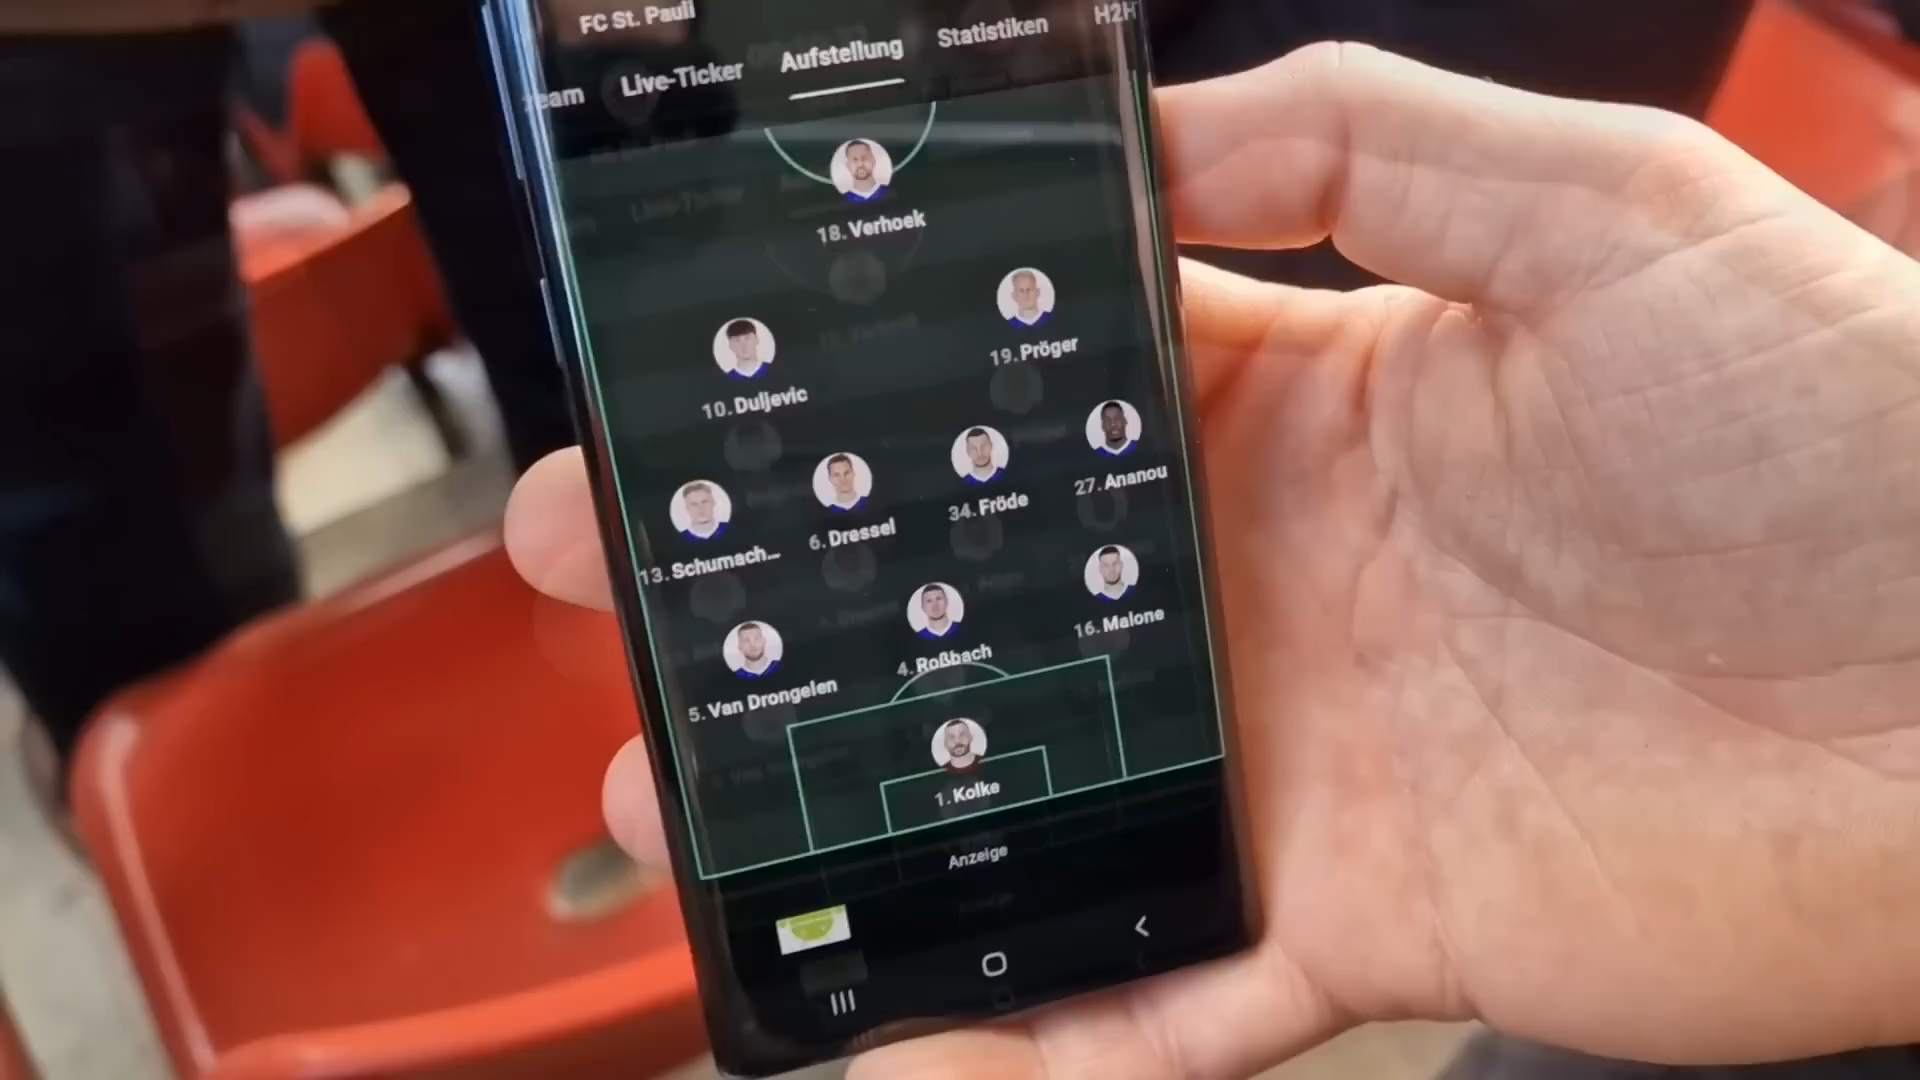 FC St. Pauli
team Live-Ticker Aufstellung Statistiken H2H
18. Verhoek
19. Pröger
10. Duljevic
27. Ananou
34. Fröde
6. Dressel
13. Schumach...
16. Malone
4. Roßbach
5. Van Drongelen
1. Kolke
Anzeige